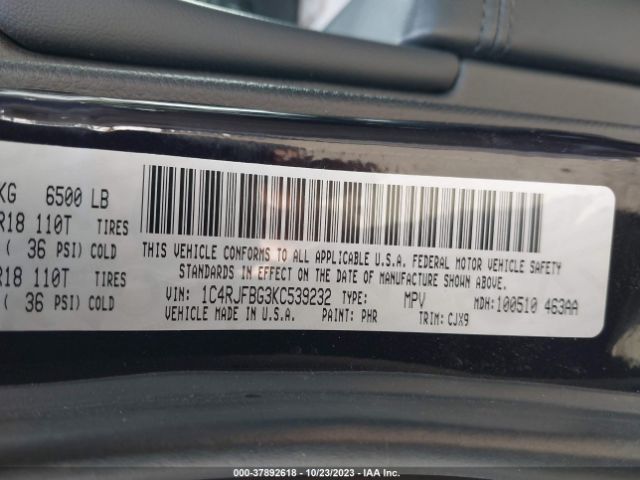 KG 6500 LB
R18 110T TIRES
( 36 PSI) COLD
R18 110T TIRES
( 36 PSI) COLD
THIS VEHICLE CONFORMS TO ALL APPLICABLE U.S.A. FEDERAL MOTOR VEHICLE SAFETY
STANDARDS IN EFFECT ON THE DATE OF MANUFACTURE SHOWN ABOVE.
VIN: 1C4RJFBG3KC539232 TYPE: MPV MDH:100510 463AA
VEHICLE MADE IN U.S.A. PAINT: PHR TRIM: CJX9
000-37892618 - 10/23/2023 - IAA Inc.